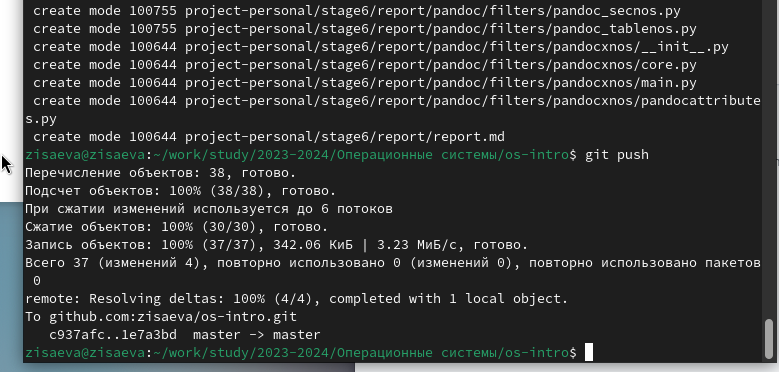 create mode 100755 project-personal/stage6/report/pandoc/filters/pandoc_secnos.py
create mode 100755 project-personal/stage6/report/pandoc/filters/pandoc_tablenos.py
create mode 100644 project-personal/stage6/report/pandoc/filters/pandocxnos/__init__.py
create mode 100644 project-personal/stage6/report/pandoc/filters/pandocxnos/core.py
create mode 100644 project-personal/stage6/report/pandoc/filters/pandocxnos/main.py
create mode 100644 project-personal/stage6/report/pandoc/filters/pandocxnos/pandocattribute
s.py
create mode 100644 project-personal/stage6/report/report.md
zisaeva@zisaeva:~/work/study/2023-2024/Операционные системы/os-intro$ git push
Перечисление объектов: 38, готово.
Подсчет объектов: 100% (38/38), готово.
При сжатии изменений используется до 6 потоков
Сжатие объектов: 100% (30/30), готово.
Запись объектов: 100% (37/37), 342.06 КиБ | 3.23 МиБ/с, готово.
Всего 37 (изменений 4), повторно использовано 0 (изменений 0), повторно использовано пакетов
0
remote: Resolving deltas: 100% (4/4), completed with 1 local object.
To github.com:zisaeva/os-intro.git
c937afc..1e7a3bd  master -> master
zisaeva@zisaeva:~/work/study/2023-2024/Операционные системы/os-intro$